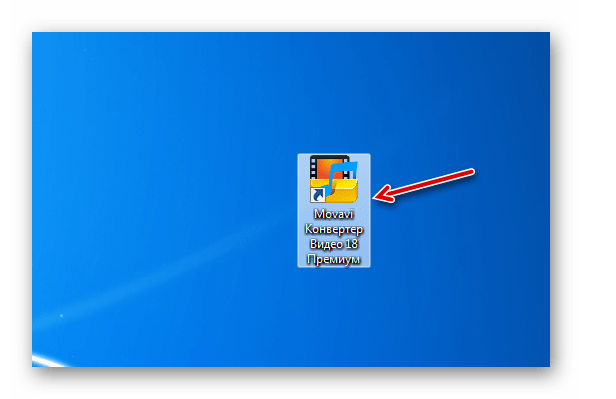 Movavi
Конвертер
Видео 18
Премиум